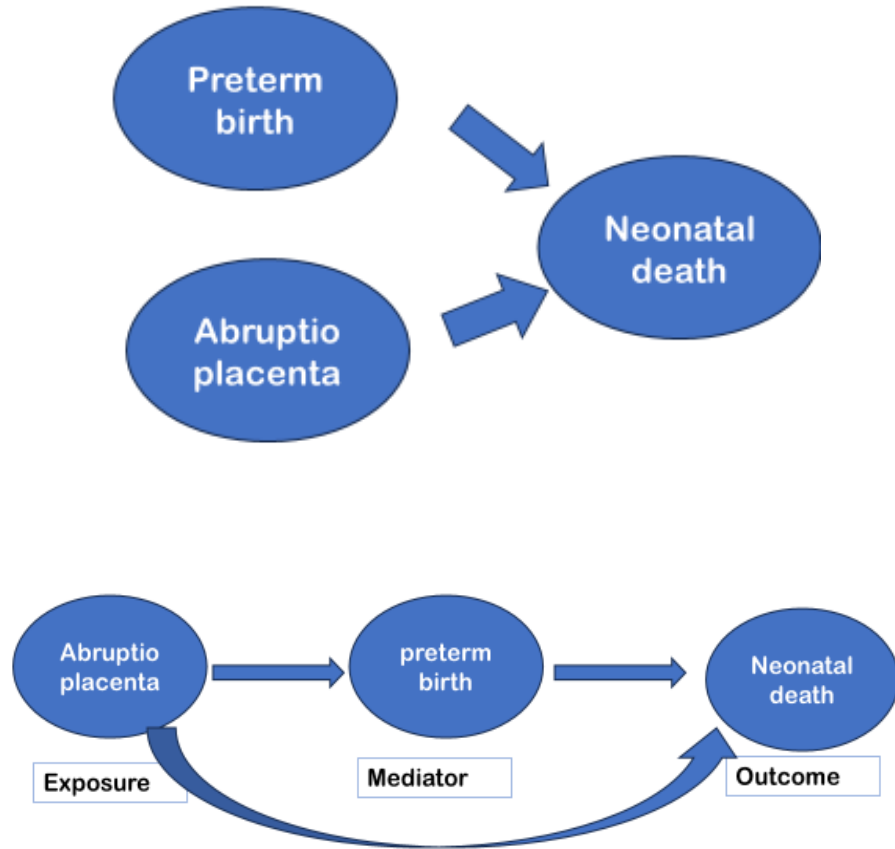 Preterm
birth
Neonatal
death
Abruptio
placenta
Abruptio
placenta
preterm
birth
Neonatal
death
Exposure
Mediator
Outcome